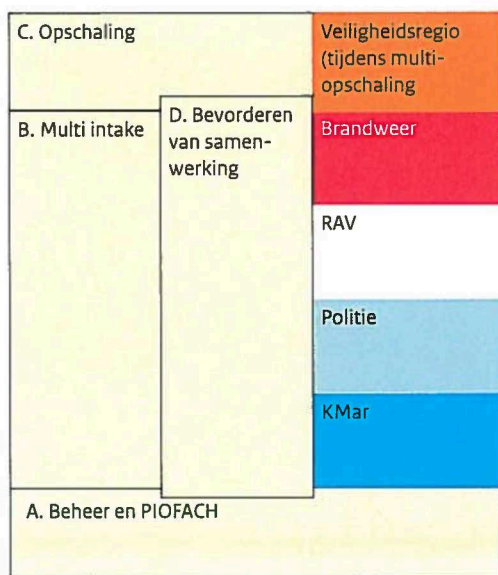 C. Opschaling
Veiligheidsregio
(tijdens multi-
opschaling
B. Multi intake
D. Bevorderen
van samen-
werking
Brandweer
RAV
Politie
KMar
A. Beheer en PIOFACH